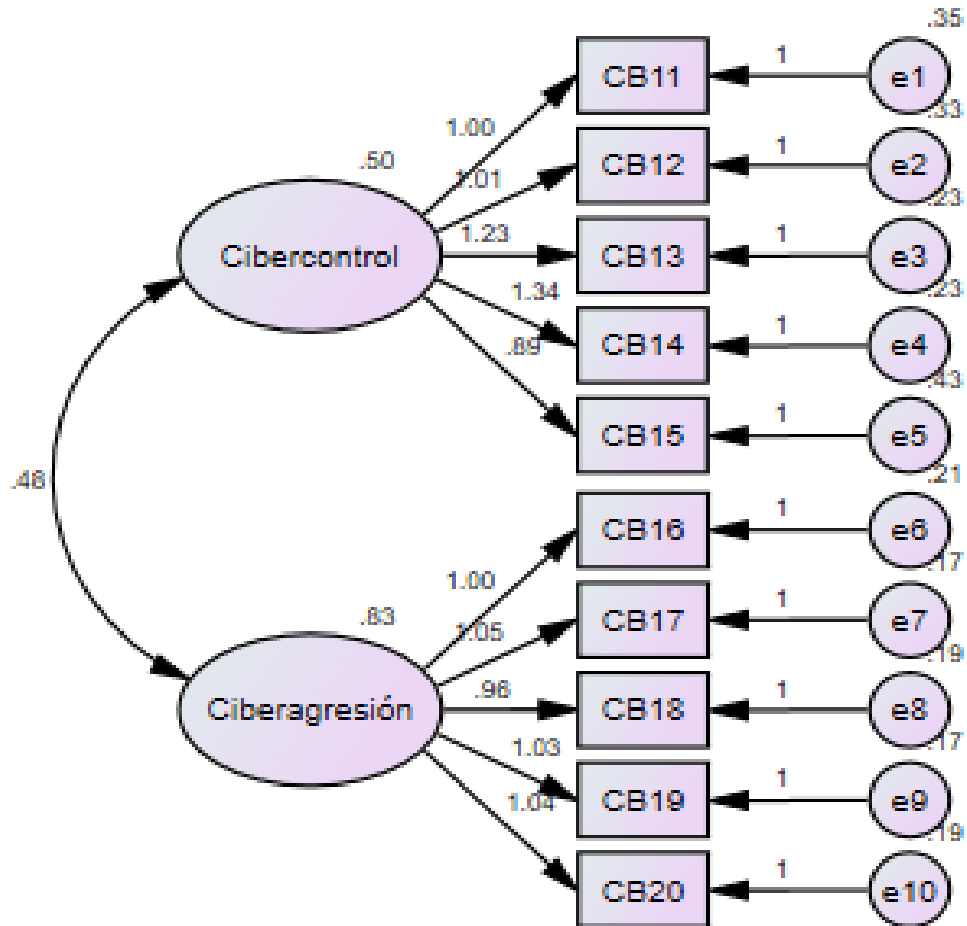 .35
CB11
1
e1
1.00
.33
.50
CB12
1
e2
1.01
.23
Cibercontrol
1.23
CB13
1
e3
.23
1.34
CB14
1
e4
.89
.43
CB15
1
e5
.48
.21
CB16
1
e6
1.00
.17
.83
CB17
1
e7
1.05
.19
Ciberagresión
.96
CB18
1
e8
.17
1.03
CB19
1
e9
1.04
.19
CB20
1
e10